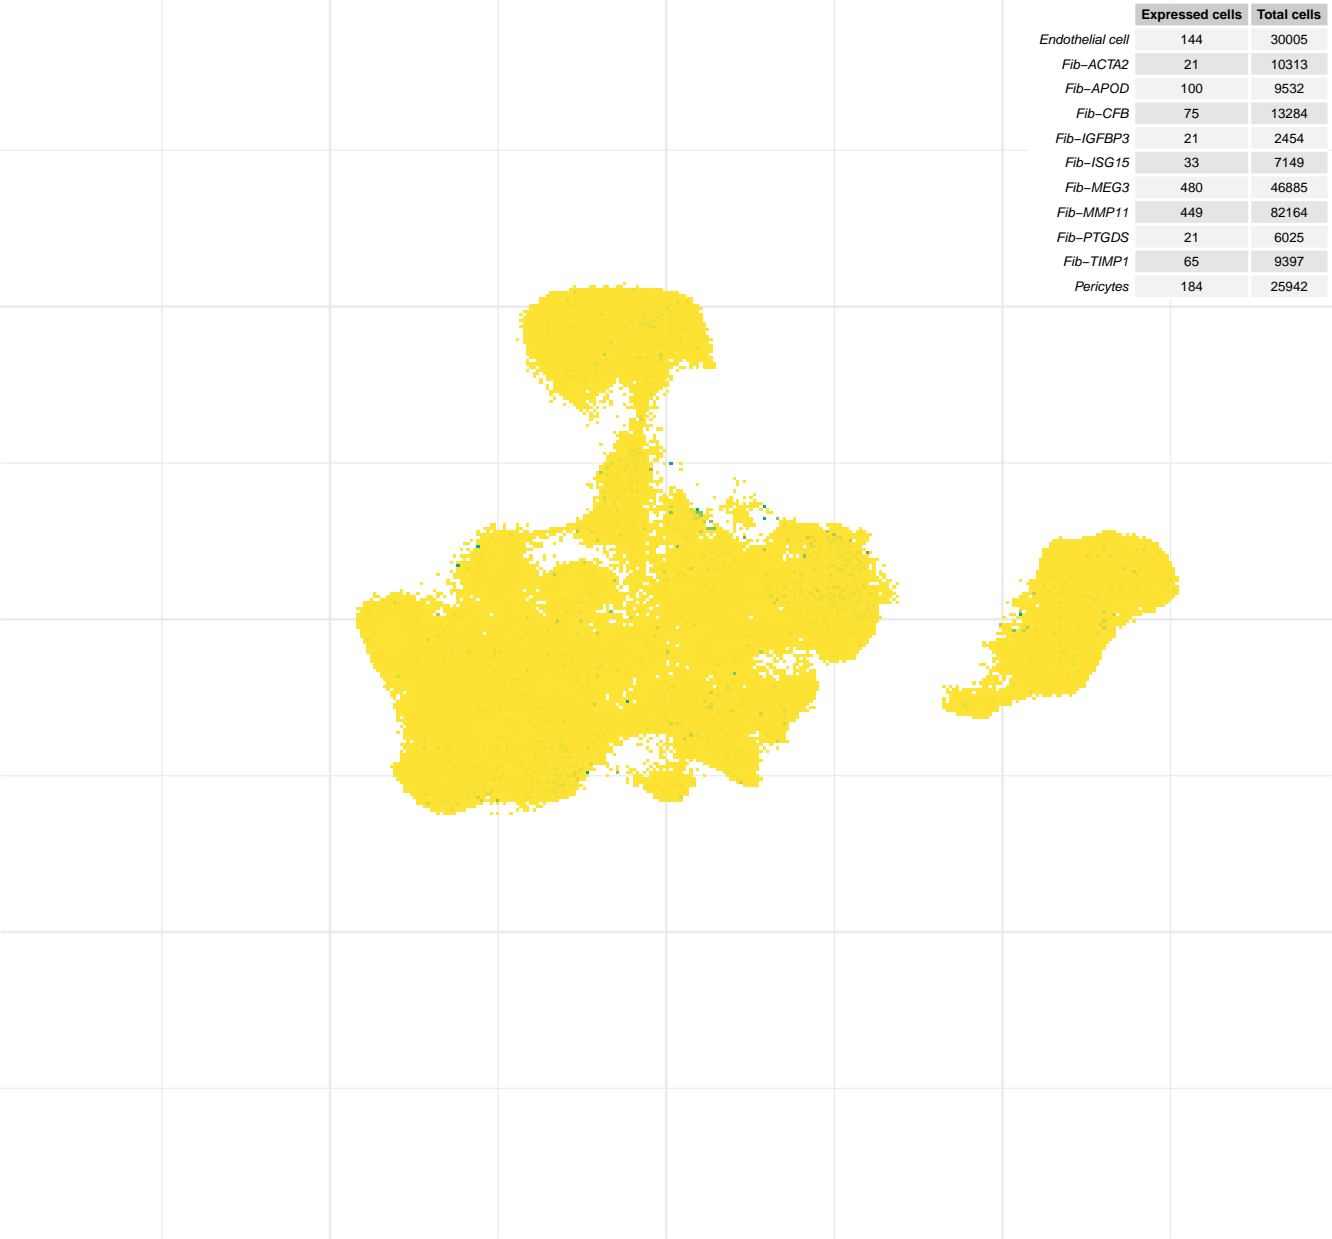 Expressed cells Total cells
Endothelial cell 144 30005
Fib−ACTA2 21 10313
Fib−APOD 100 9532
Fib−CFB 75 13284
Fib−IGFBP3 21 2454
Fib−ISG15 33 7149
Fib−MEG3 480 46885
Fib−MMP11 449 82164
Fib−PTGDS 21 6025
Fib−TIMP1 65 9397
Pericytes 184 25942